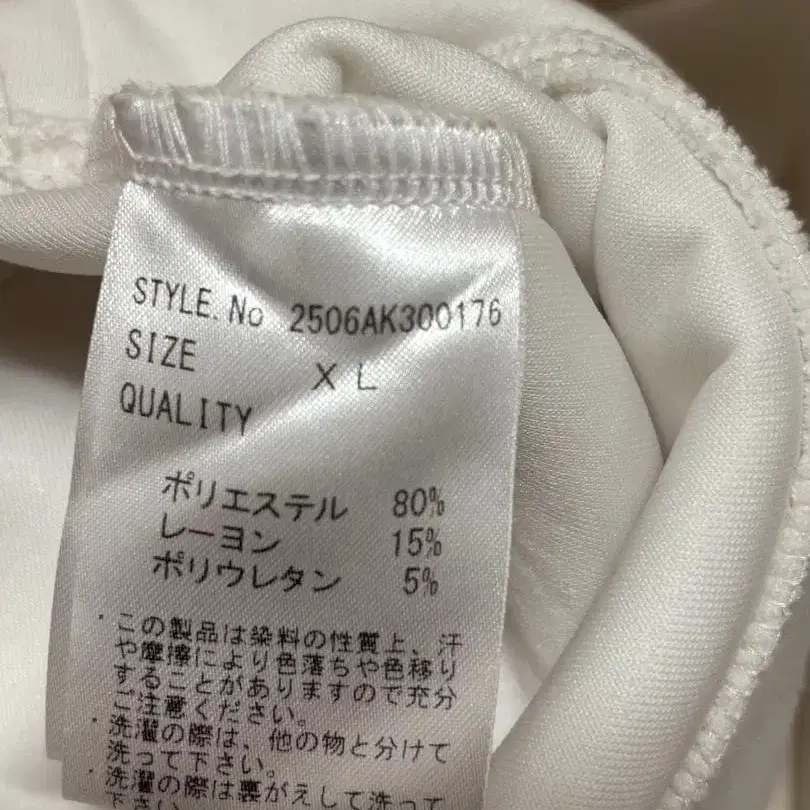 STYLE.No 2506AK300176
SIZE XL
QUALITY
ポリエステル 80%
レーヨン 15%
ポリウレタン 5%
・この製品は染料の性質上、汗
や摩擦により色落ちや色移り
することがありますので充分
ご注意ください。
・洗濯の際は、他の物と分けて
洗って下さい。
・洗濯の際は裏がえして洗って
下さい。